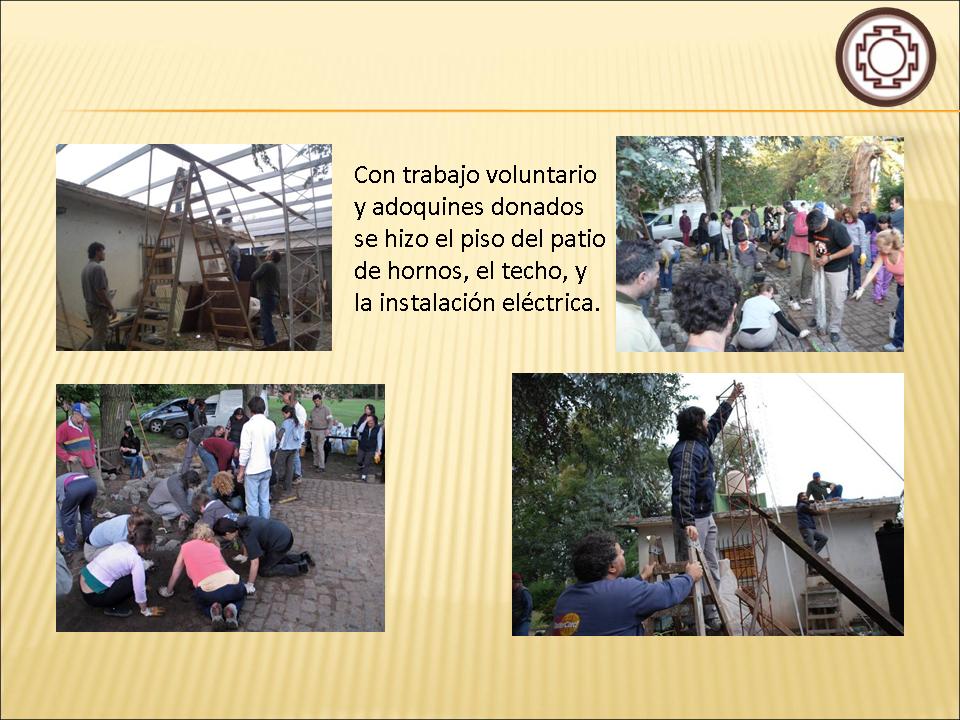 Con trabajo voluntario
y adoquines donados
se hizo el piso del patio
de hornos, el techo, y
la instalación eléctrica.